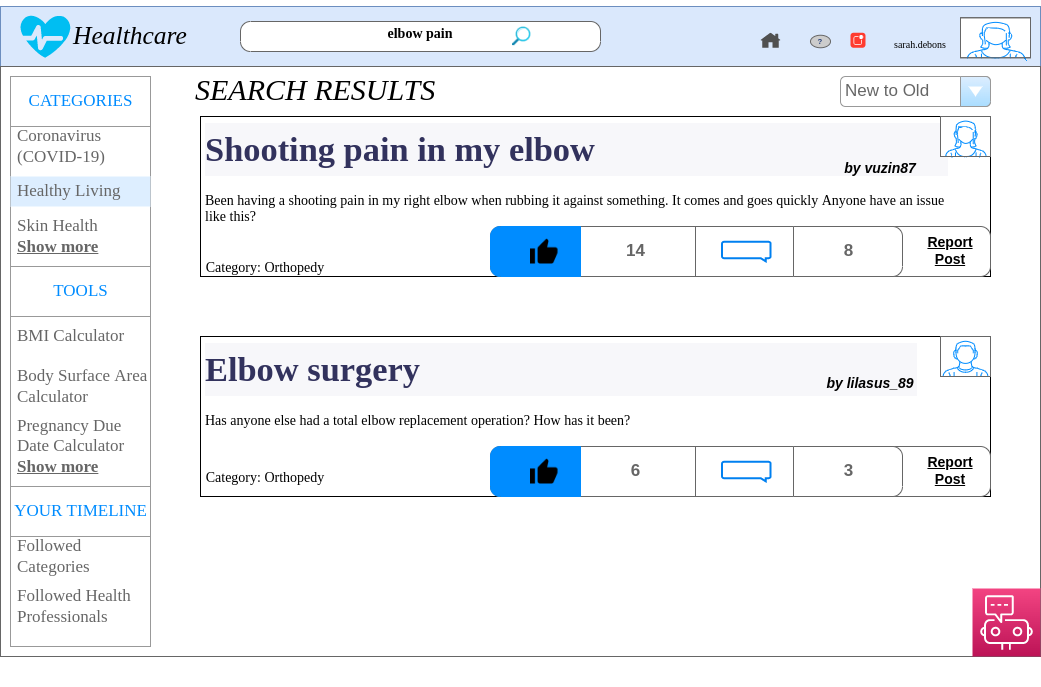 Healthcare
elbow pain
?
sarah.debons
CATEGORIES
Coronavirus
(COVID-19)
Healthy Living
Skin Health
Show more
TOOLS
BMI Calculator
Body Surface Area
Calculator
Pregnancy Due
Date Calculator
Show more
YOUR TIMELINE
Followed
Categories
Followed Health
Professionals
SEARCH RESULTS
New to Old
Shooting pain in my elbow
by vuzin87
Been having a shooting pain in my right elbow when rubbing it against something. It comes and goes quickly Anyone have an issue
like this?
Category: Orthopedy
14
8
Report
Post
Elbow surgery
by lilasus_89
Has anyone else had a total elbow replacement operation? How has it been?
Category: Orthopedy
6
3
Report
Post